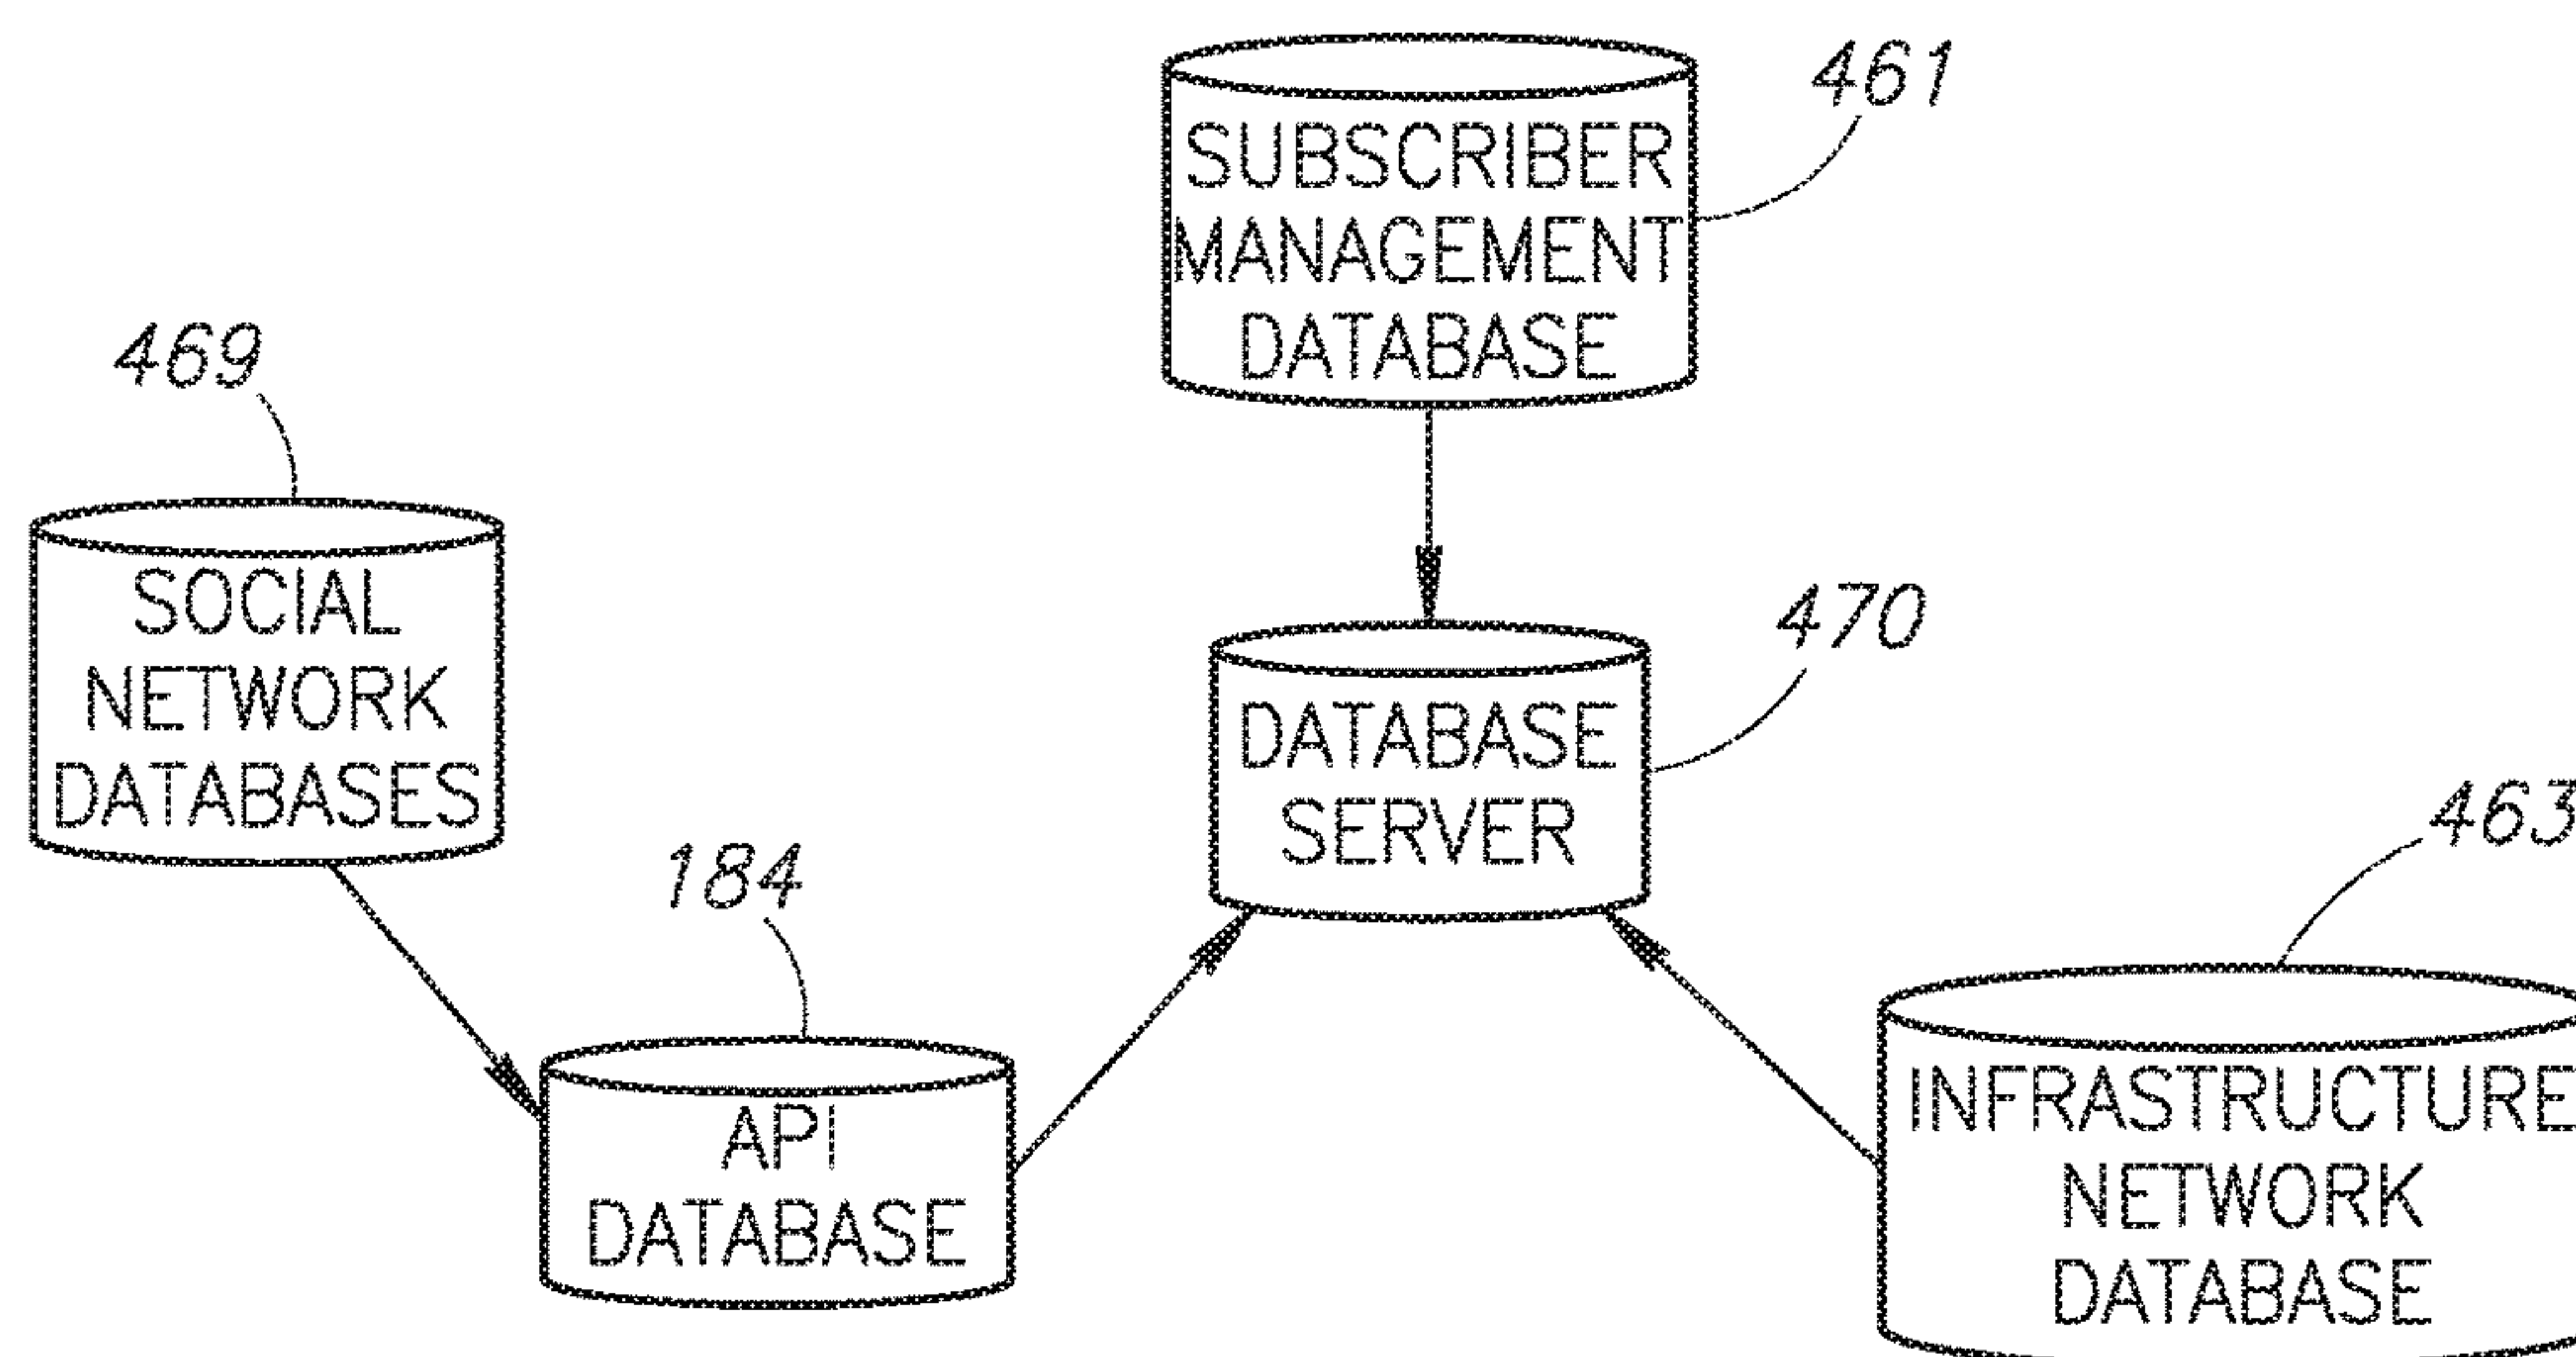 461
SUBSCRIBER
MANAGEMENT
DATABASE
469
SOCIAL
NETWORK
DATABASES
470
DATABASE
SERVER
184
API
DATABASE
463
INFRASTRUCTURE
NETWORK
DATABASE